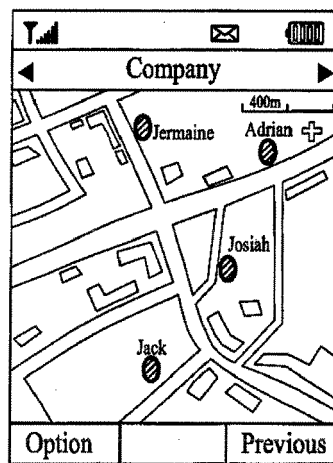 Company
400m
Jermaine
Adrian
Josiah
Jack
Option
Previous